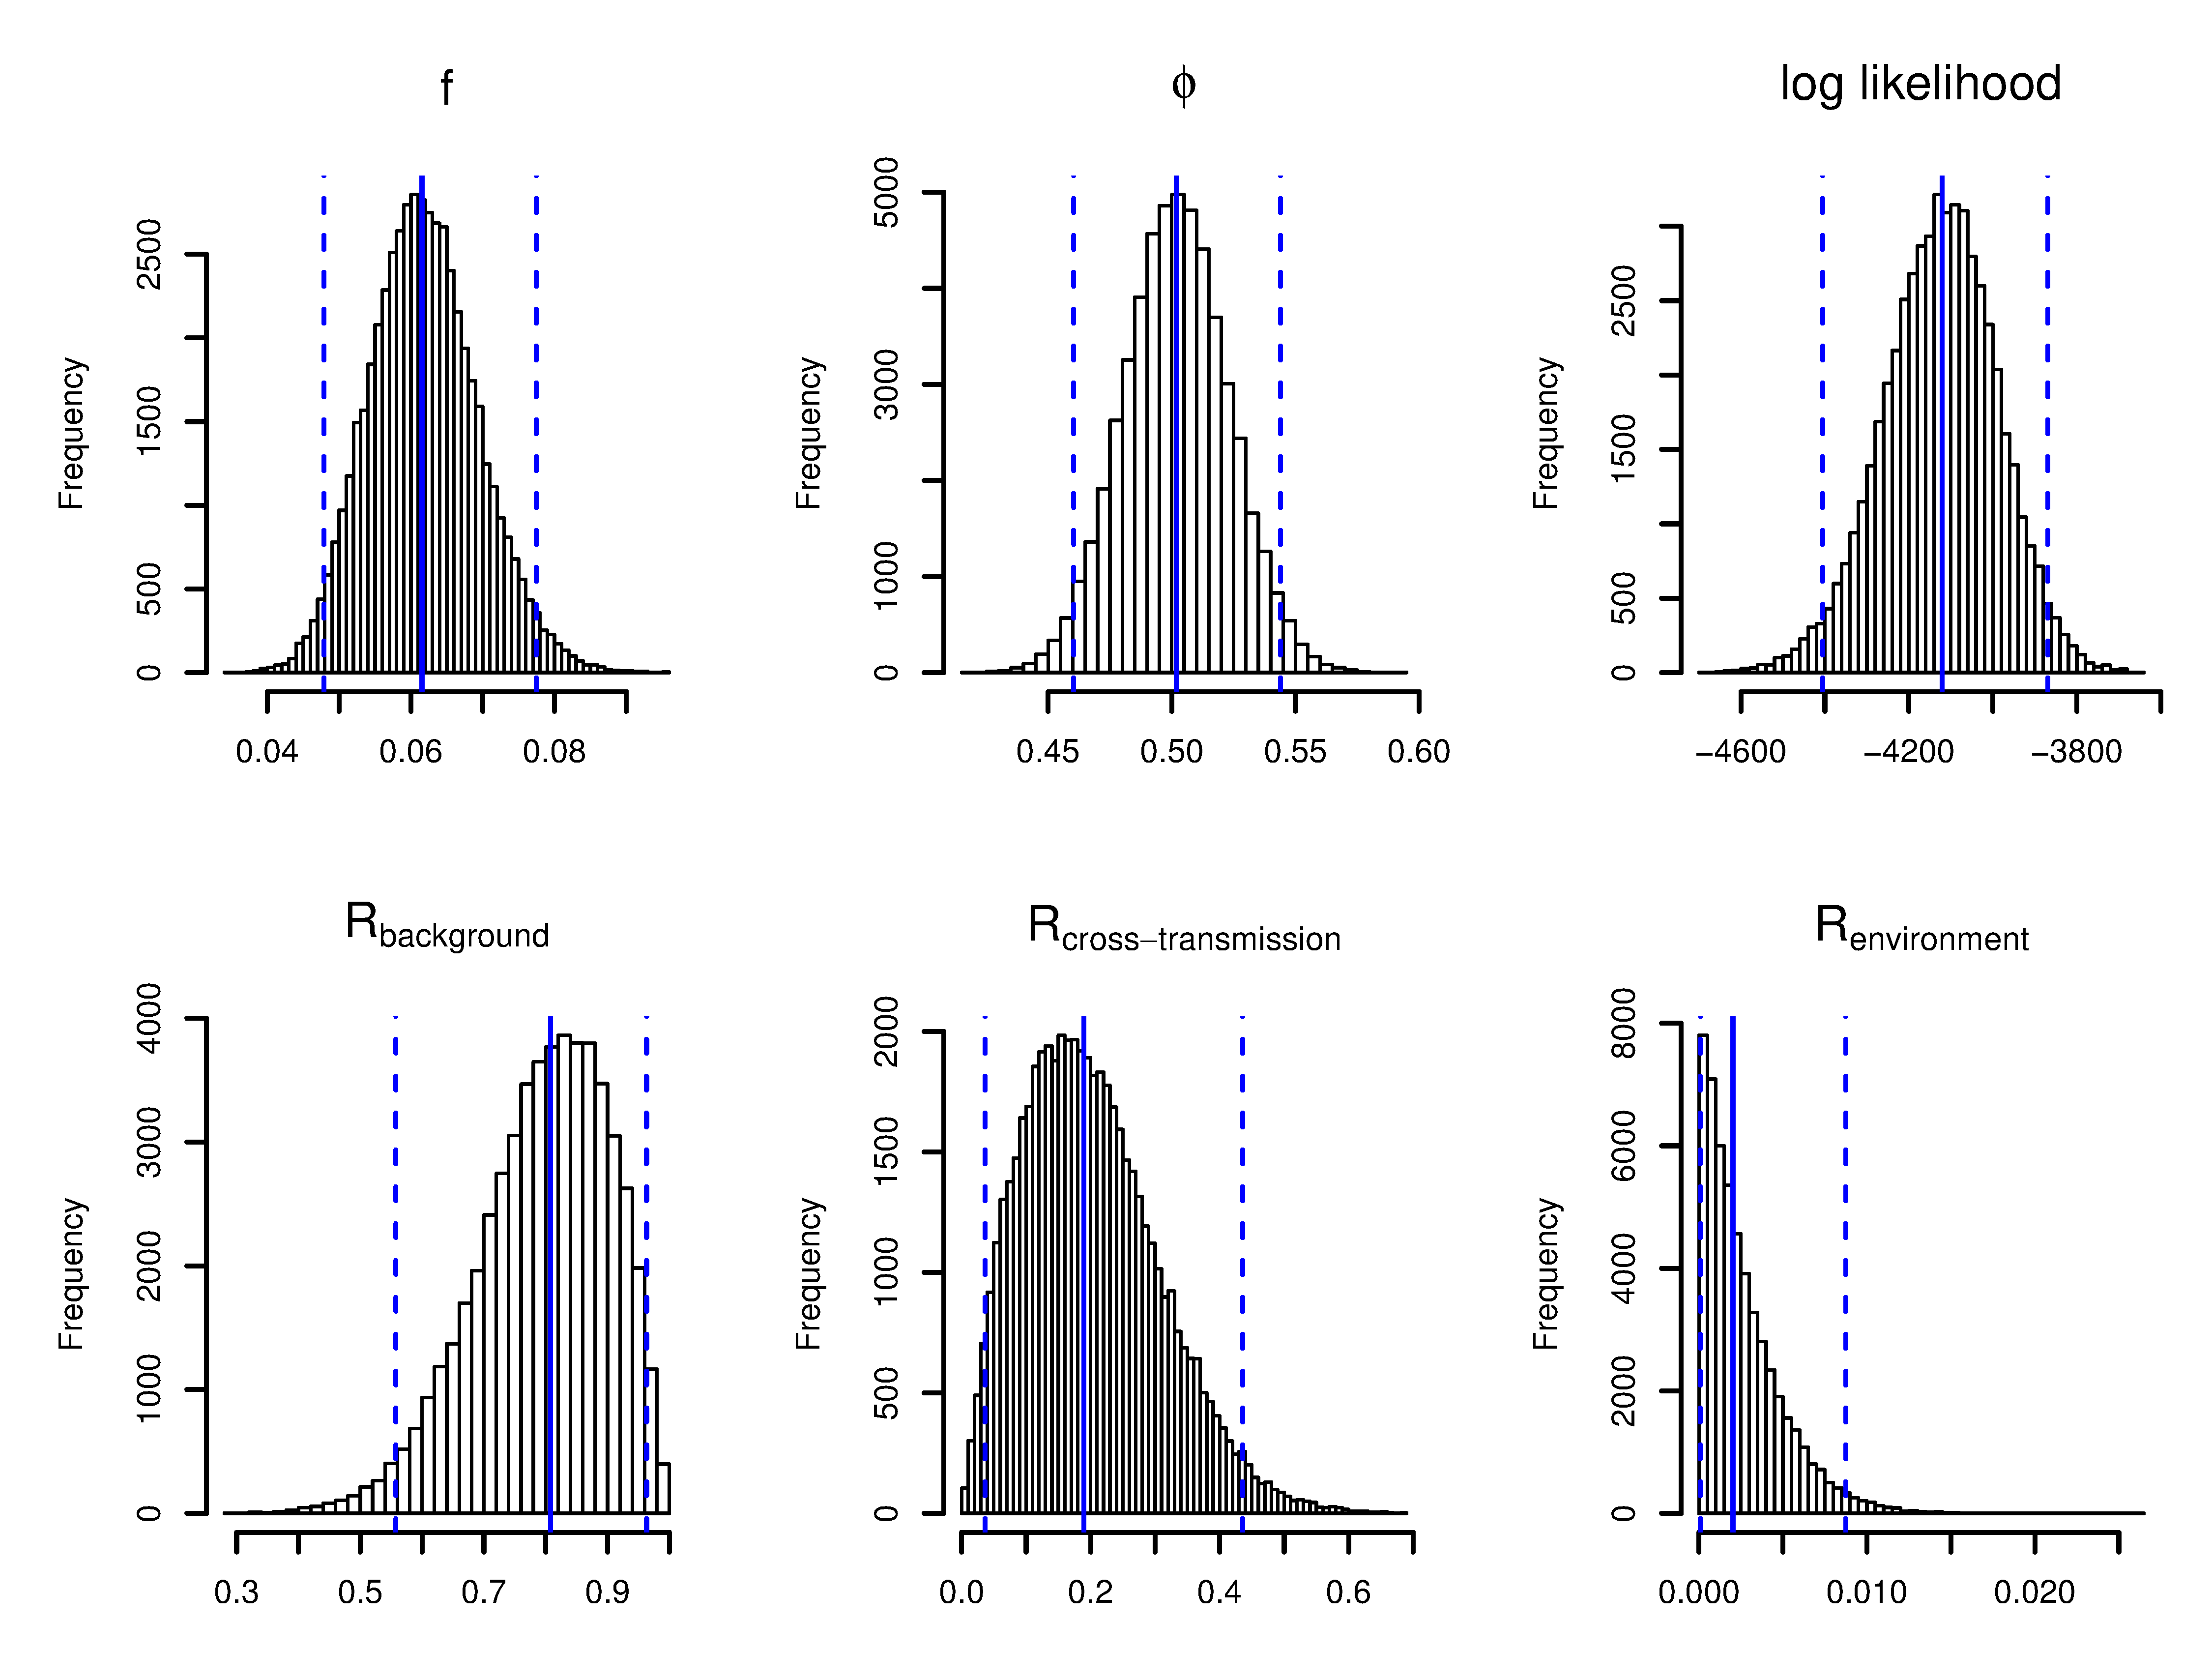 f
Frequency
0 500 1500 2500
0.04 0.06 0.08
ϕ
Frequency
0 1000 3000 5000
0.45 0.50 0.55 0.60
log likelihood
Frequency
0 500 1500 2500
−4600 −4200 −3800
Rbackground
Frequency
0 1000 2000 3000 4000
0.3 0.5 0.7 0.9
Rcross−transmission
Frequency
0 500 1000 1500 2000
0.0 0.2 0.4 0.6
Renvironment
Frequency
0 2000 4000 6000 8000
0.000 0.010 0.020